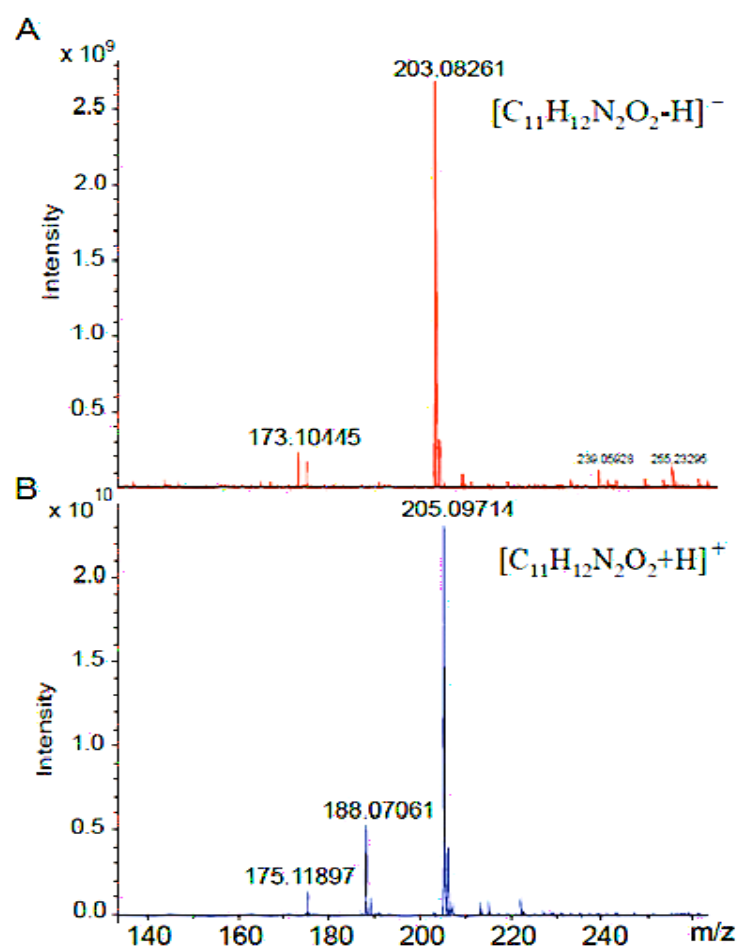 A
x 10⁹
203.08261
[C₁₁H₁₂N₂O₂-H]⁻
2.5
2.0
1.5
1.0
0.5
Intensity
173.10445
239.05928
255.23295
B
x 10¹⁰
205.09714
[C₁₁H₁₂N₂O₂+H]⁺
2.0
1.5
1.0
0.5
0.0
Intensity
188.07061
175.11897
140 160 180 200 220 240 m/z